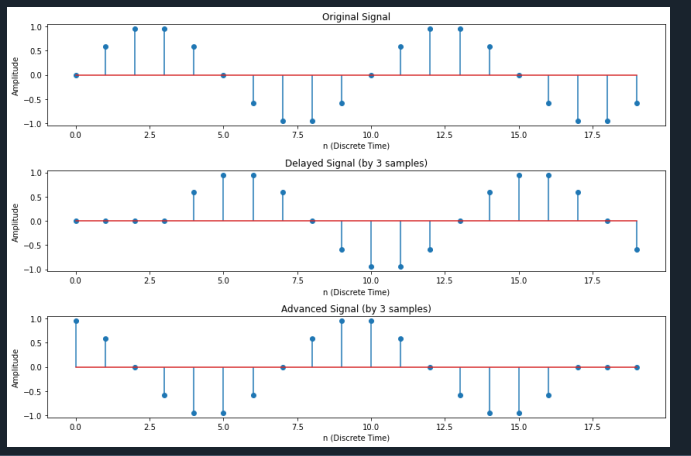 Original Signal
1.0
0.5
0.0
−0.5
−1.0
Amplitude
0.0 2.5 5.0 7.5 10.0 12.5 15.0 17.5
n (Discrete Time)
Delayed Signal (by 3 samples)
1.0
0.5
0.0
−0.5
−1.0
Amplitude
0.0 2.5 5.0 7.5 10.0 12.5 15.0 17.5
n (Discrete Time)
Advanced Signal (by 3 samples)
1.0
0.5
0.0
−0.5
−1.0
Amplitude
0.0 2.5 5.0 7.5 10.0 12.5 15.0 17.5
n (Discrete Time)